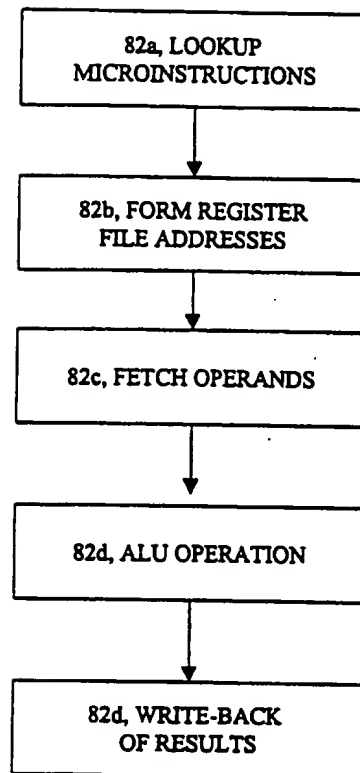 82a, LOOKUP
MICROINSTRUCTIONS
82b, FORM REGISTER
FILE ADDRESSES
82c, FETCH OPERANDS
82d, ALU OPERATION
82d, WRITE-BACK
OF RESULTS